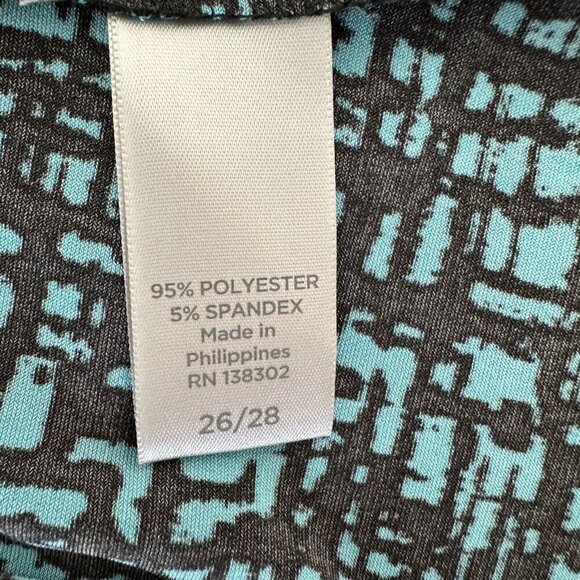 95% POLYESTER
5% SPANDEX
Made in
Philippines
RN 138302
26/28